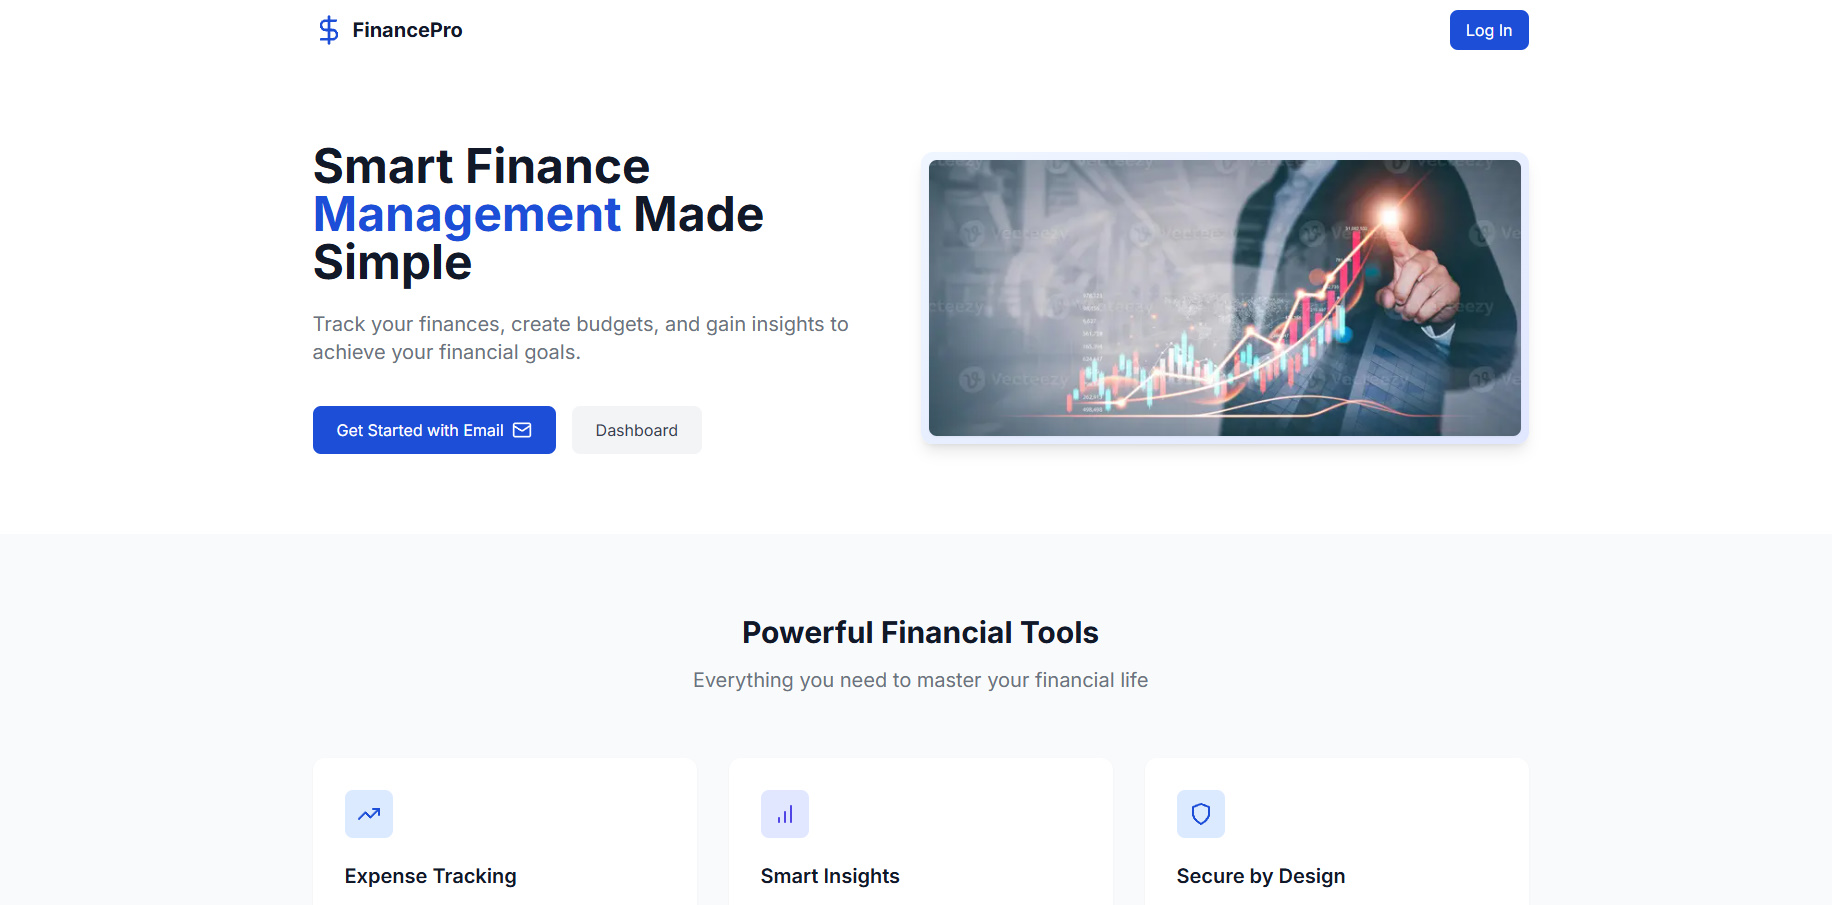 FinancePro
Log In
Smart Finance
Management Made
Simple
Track your finances, create budgets, and gain insights to
achieve your financial goals.
Get Started with Email
Dashboard
Vecteezy
Powerful Financial Tools
Everything you need to master your financial life
Expense Tracking
Smart Insights
Secure by Design